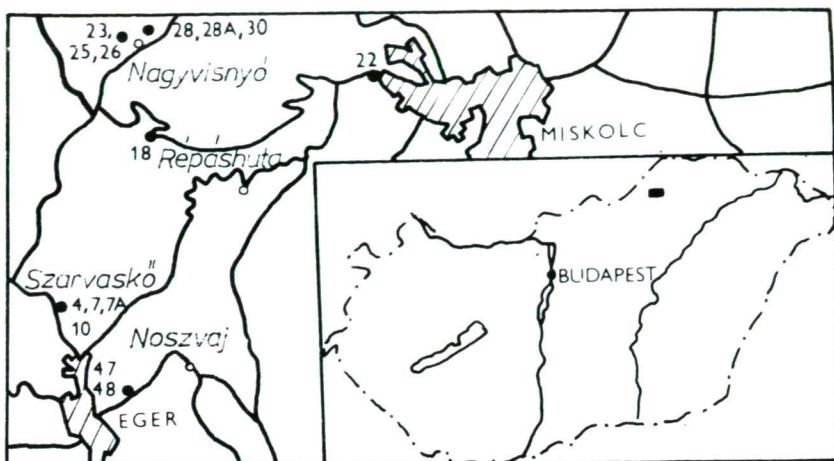 23,
25, 26
28, 28A, 30
Nagyvisnyó
22
MISKOLC
18
Répáshuta
BUDAPEST
Szarvaskő
4, 7, 7A
10
Noszvaj
47
48
EGER